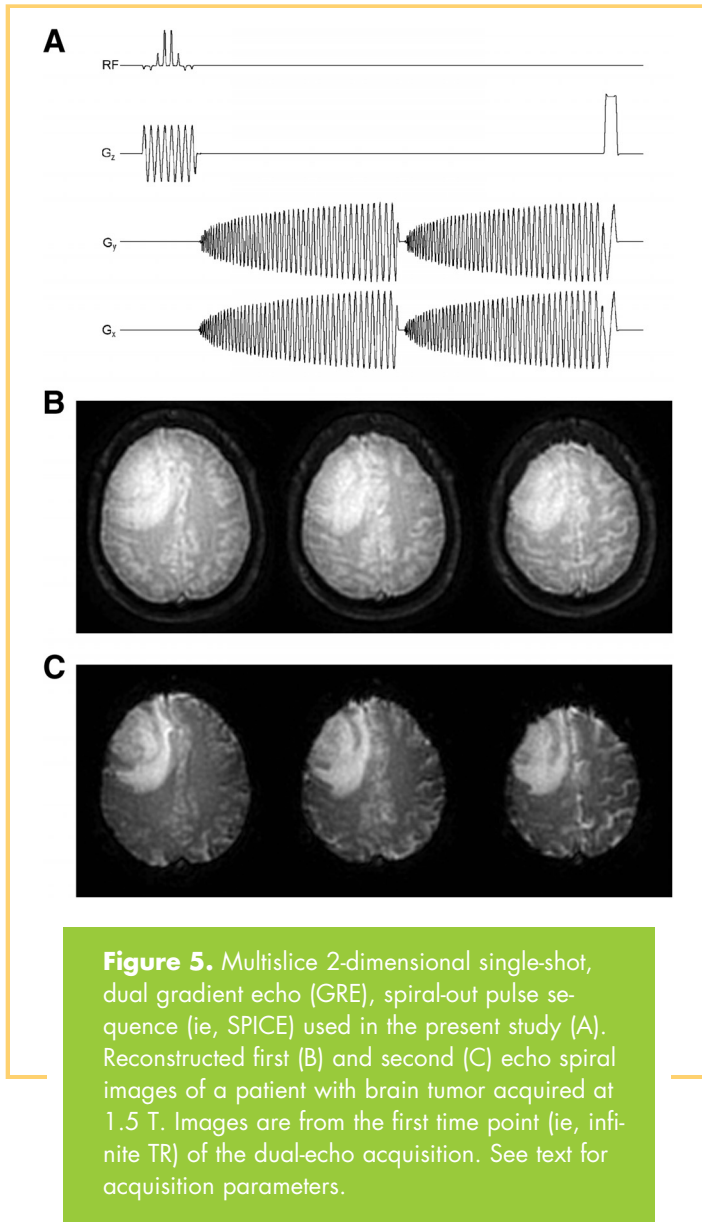 A
RF
Gz
Gy
Gx
B
C
Figure 5. Multislice 2-dimensional single-shot,
dual gradient echo (GRE), spiral-out pulse se-
quence (ie, SPICE) used in the present study (A).
Reconstructed first (B) and second (C) echo spiral
images of a patient with brain tumor acquired at
1.5 T. Images are from the first time point (ie, infi-
nite TR) of the dual-echo acquisition. See text for
acquisition parameters.